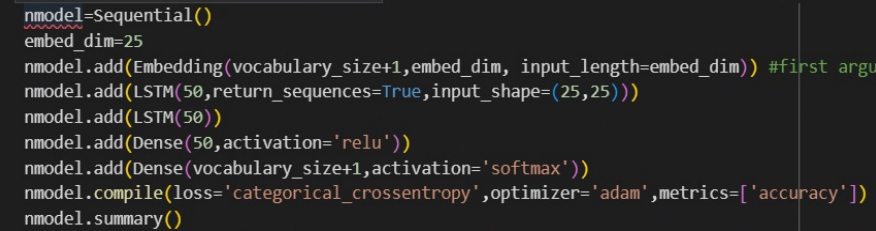 nmodel=Sequential()
embed_dim=25
nmodel.add(Embedding(vocabulary_size+1,embed_dim, input_length=embed_dim)) #first argu
nmodel.add(LSTM(50,return_sequences=True,input_shape=(25,25)))
nmodel.add(LSTM(50))
nmodel.add(Dense(50,activation='relu'))
nmodel.add(Dense(vocabulary_size+1,activation='softmax'))
nmodel.compile(loss='categorical_crossentropy',optimizer='adam',metrics=['accuracy'])
nmodel.summary()